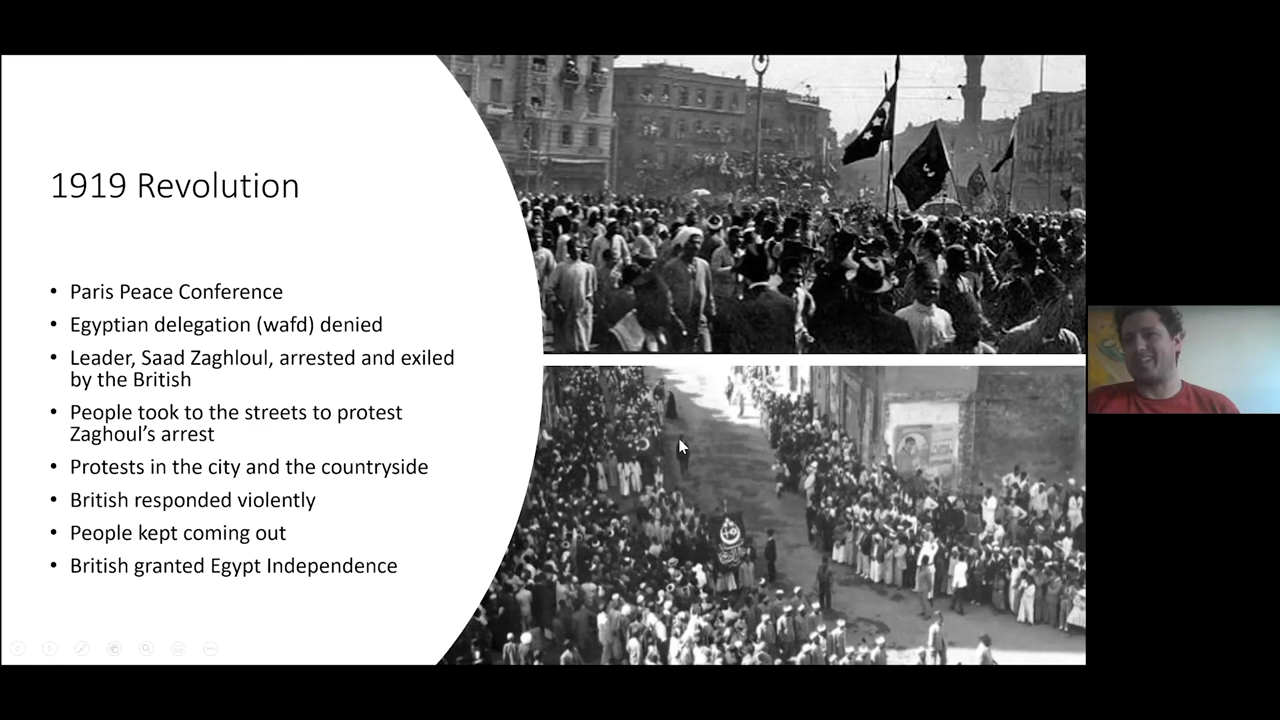 1919 Revolution
• Paris Peace Conference
• Egyptian delegation (wafd) denied
• Leader, Saad Zaghloul, arrested and exiled
by the British
• People took to the streets to protest
Zaghoul’s arrest
• Protests in the city and the countryside
• British responded violently
• People kept coming out
• British granted Egypt Independence